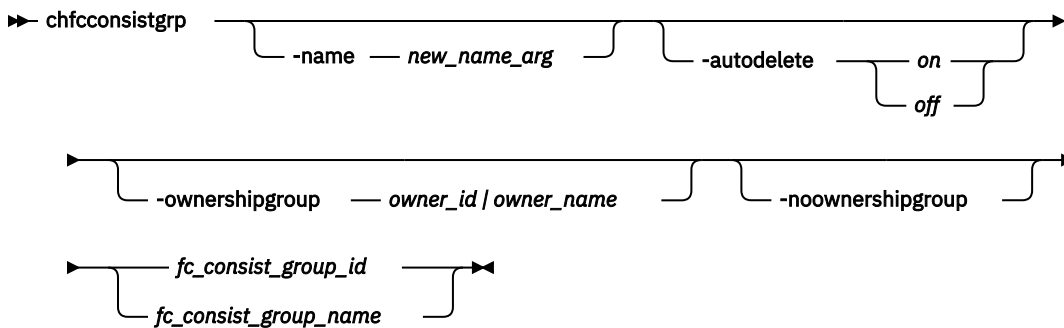 chfcconsistgrp
-name new_name_arg -autodelete on
off
-ownershipgroup owner_id | owner_name -noownershipgroup
fc_consist_group_id
fc_consist_group_name